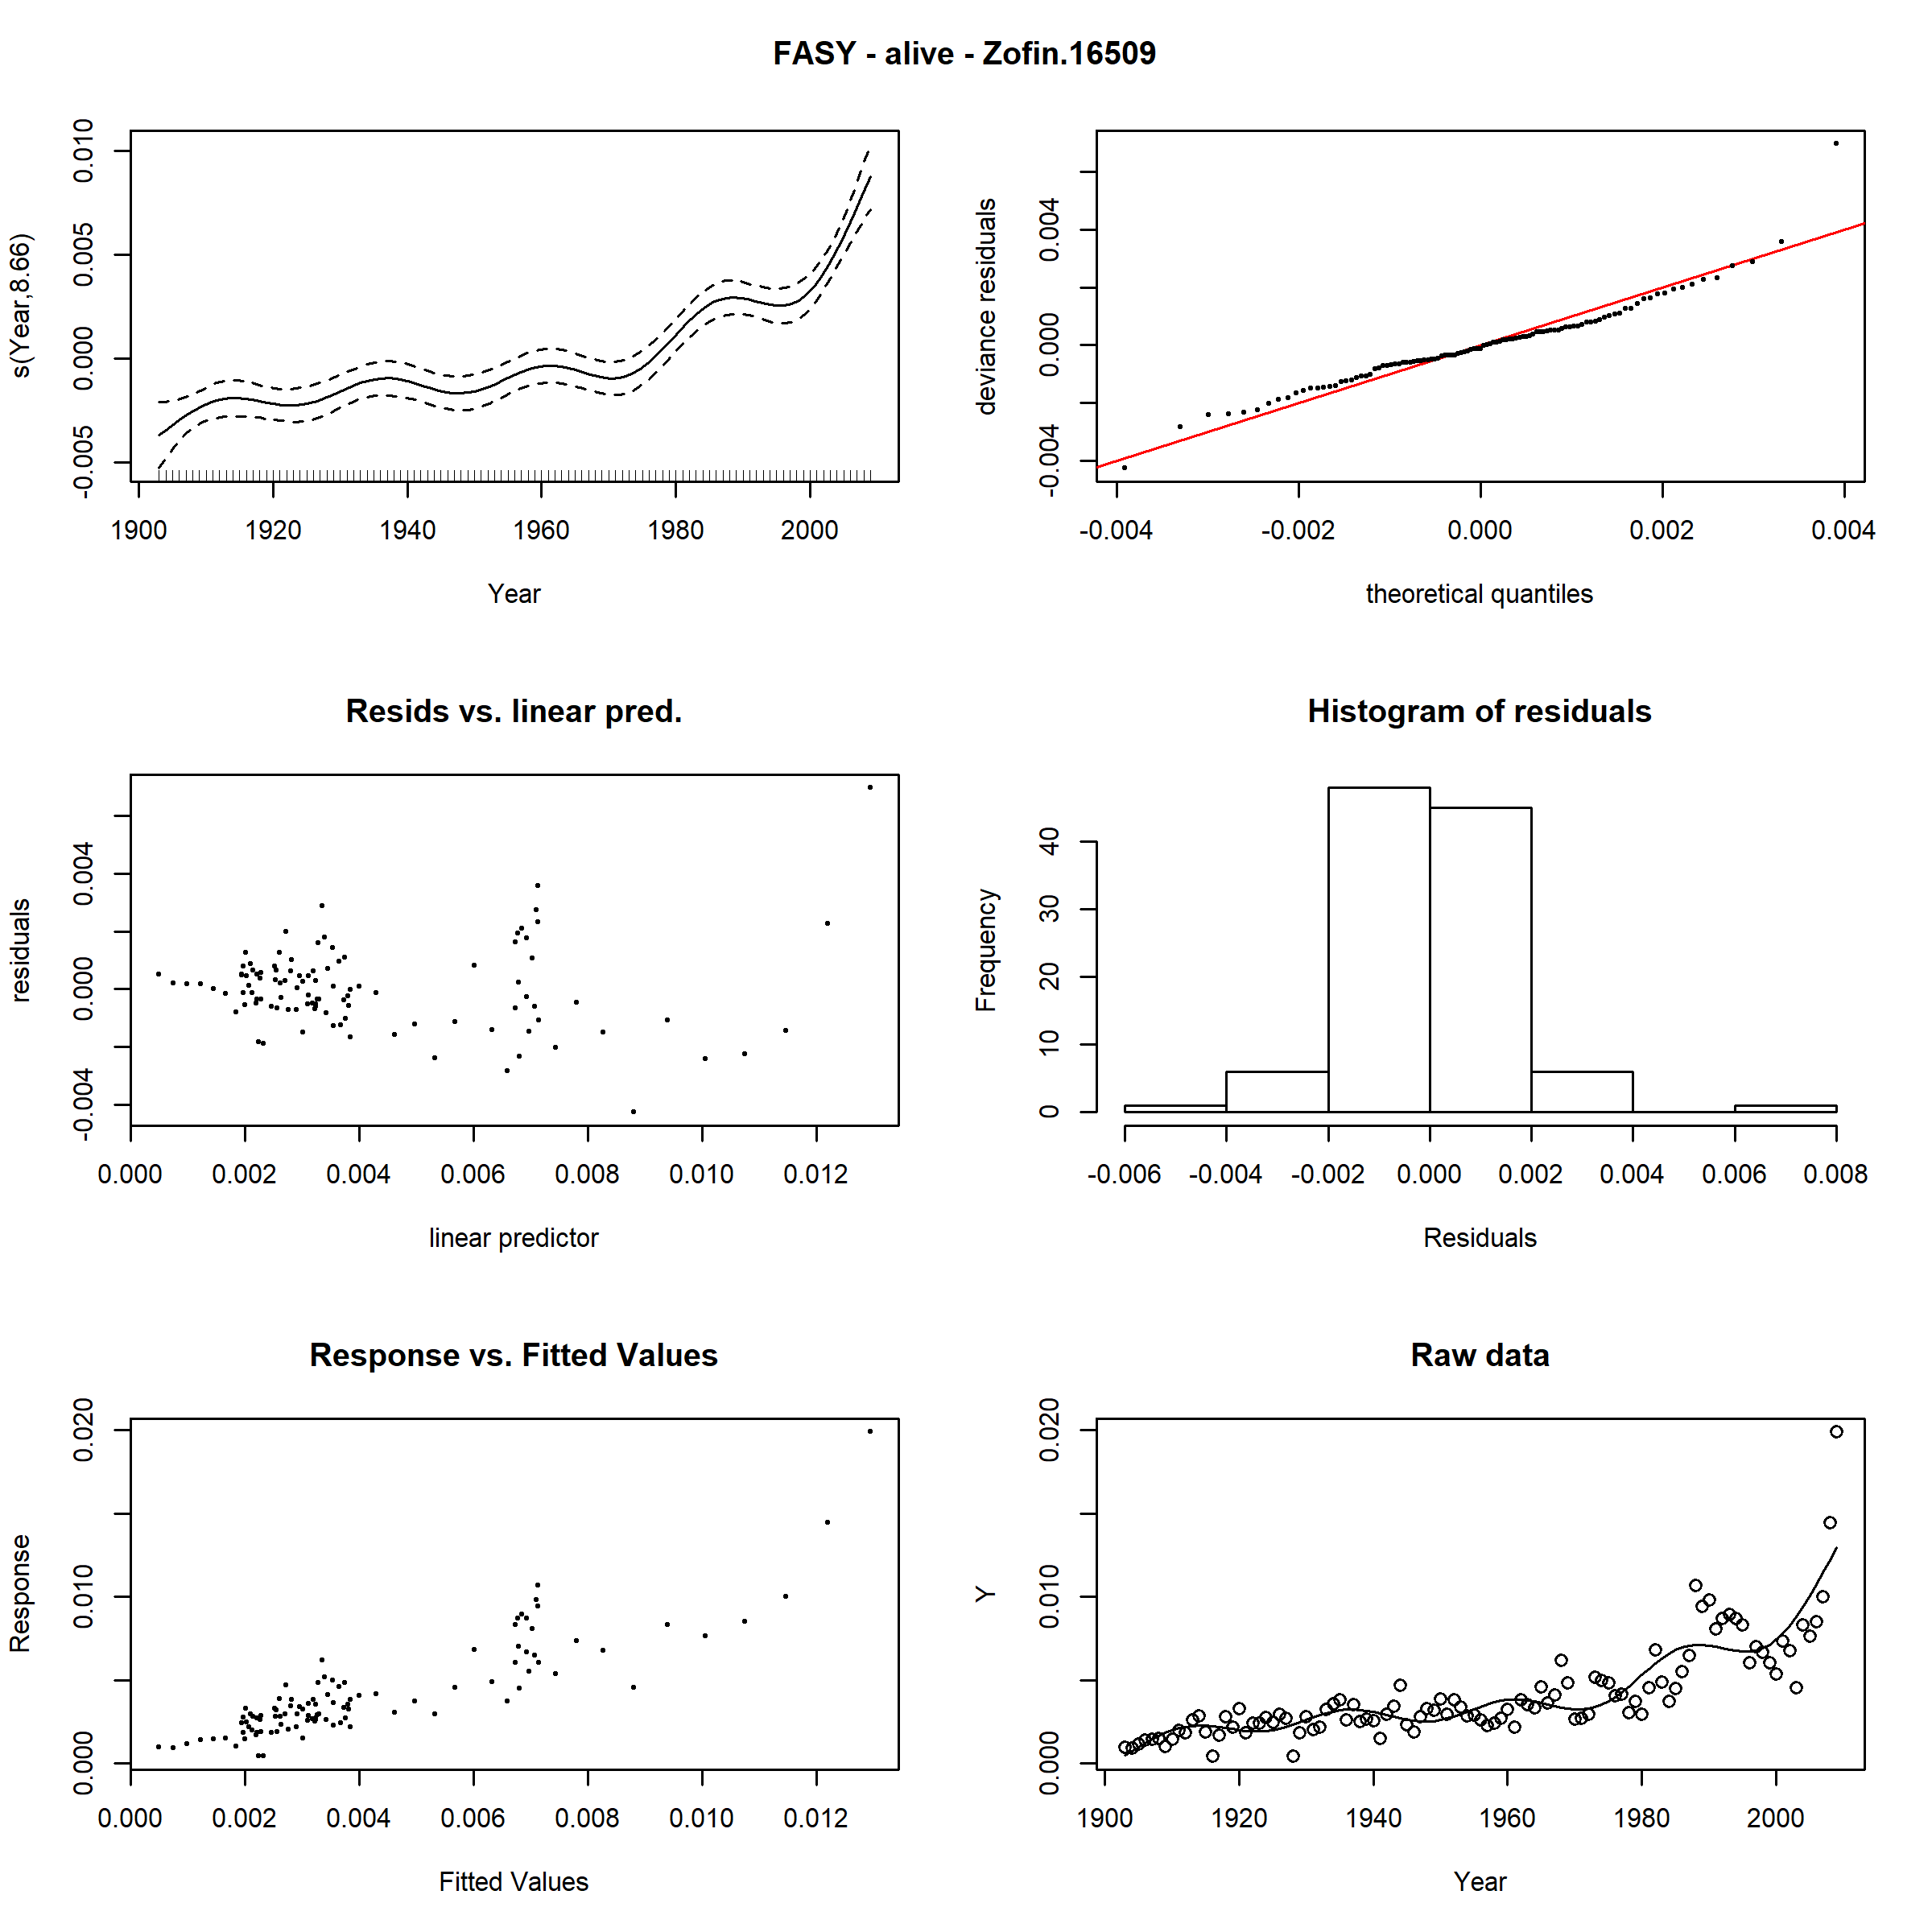 FASY - alive - Zofin.16509
s(Year,8.66)
-0.005 0.000 0.005 0.010
1900 1920 1940 1960 1980 2000
Year
deviance residuals
-0.004 0.000 0.004
-0.004 -0.002 0.000 0.002 0.004
theoretical quantiles
Resids vs. linear pred.
residuals
-0.004 0.000 0.004
0.000 0.002 0.004 0.006 0.008 0.010 0.012
linear predictor
Histogram of residuals
Frequency
0 10 20 30 40
-0.006 -0.004 -0.002 0.000 0.002 0.004 0.006 0.008
Residuals
Response vs. Fitted Values
Response
0.000 0.010 0.020
0.000 0.002 0.004 0.006 0.008 0.010 0.012
Fitted Values
Raw data
Y
0.000 0.010 0.020
1900 1920 1940 1960 1980 2000
Year